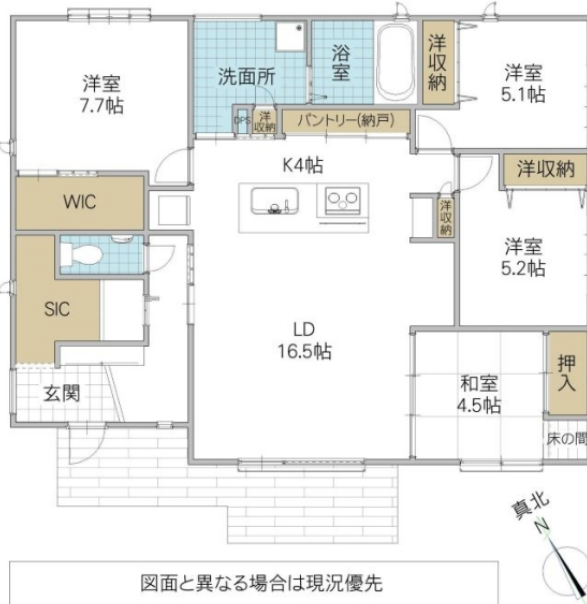 洋室
7.7帖
洗面所
浴室
洋収納
洋室
5.1帖
DPS
洋収納
パントリー(納戸)
K4帖
WIC
洋収納
洋収納
洋室
5.2帖
SIC
LD
16.5帖
玄関
和室
4.5帖
押入
床の間
真北
N
図面と異なる場合は現況優先